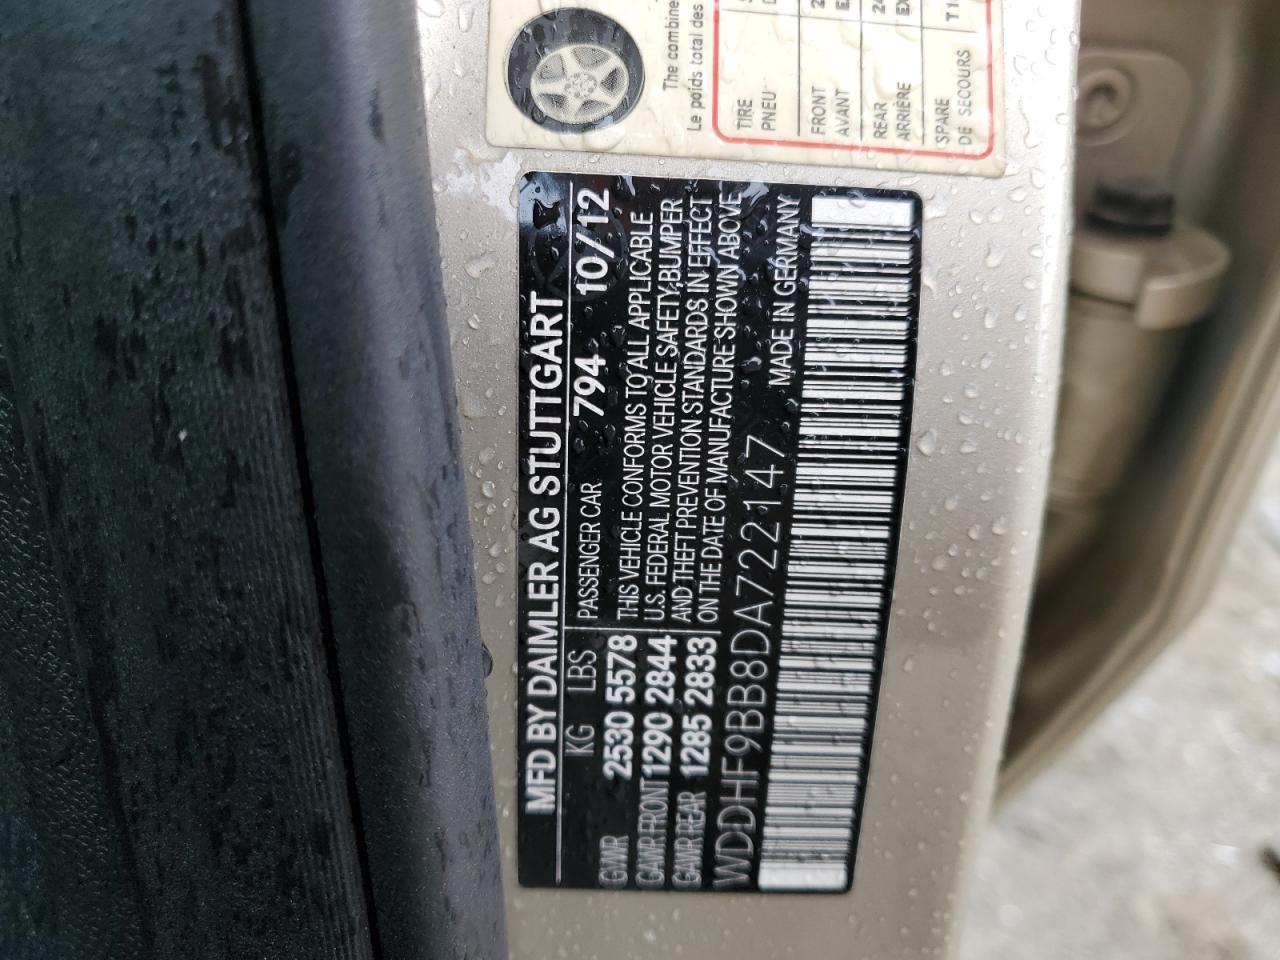 MFD BY DAIMLER AG STUTTGART
KG LBS PASSENGER CAR 794 10/12
GVWR 2530 5578
GAWR FRONT 1290 2844
GAWR REAR 1285 2833
THIS VEHICLE CONFORMS TO ALL APPLICABLE
U.S. FEDERAL MOTOR VEHICLE SAFETY, BUMPER
AND THEFT PREVENTION STANDARDS IN EFFECT
ON THE DATE OF MANUFACTURE SHOWN ABOVE
WDDHF9BB8DA722147 MADE IN GERMANY
The combine
Le poids total des
TIRE
PNEU
FRONT
AVANT
REAR
ARRIÈRE
SPARE
DE SECOURS